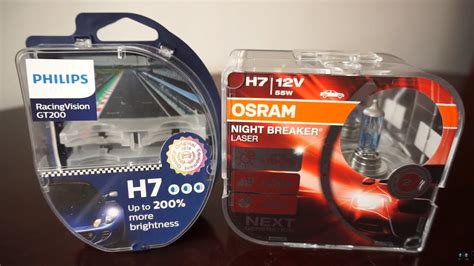 PHILIPS
RacingVision
GT200
H7
Up to 200%
more
brightness
H7 12V
55W
OSRAM
NIGHT BREAKER®
LASER
NEXT